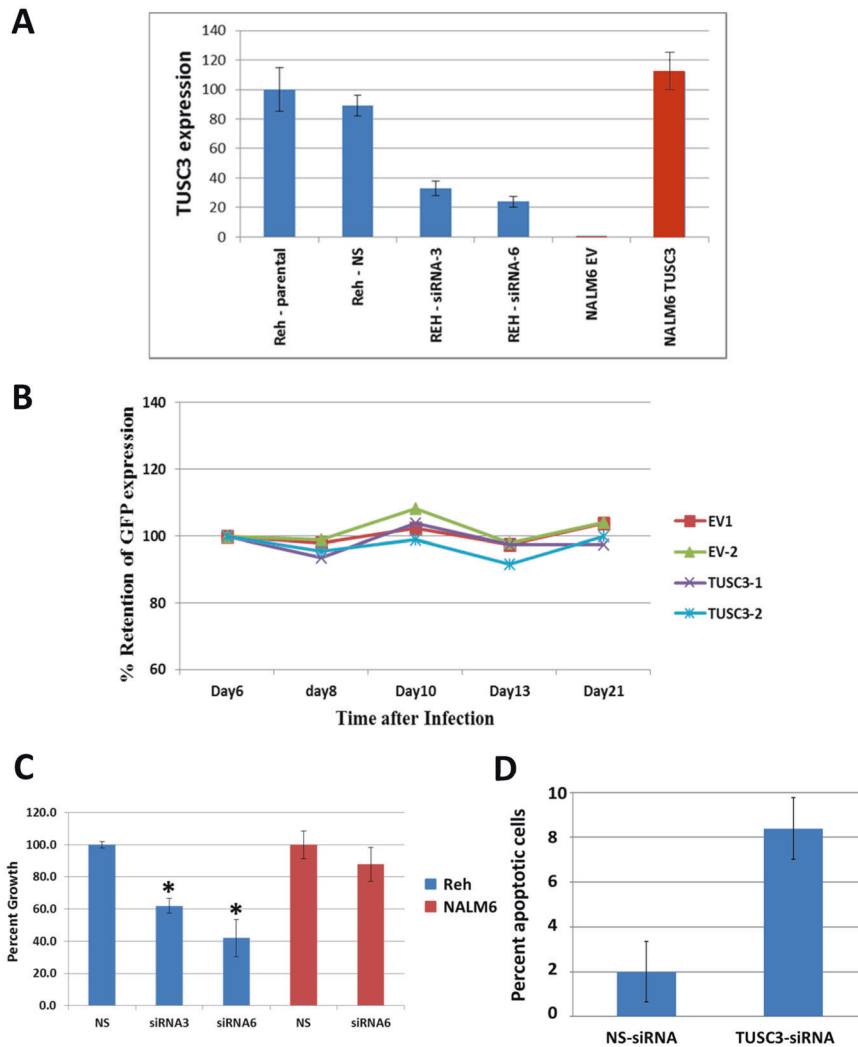 A
TUSC3 expression
140
120
100
80
60
40
20
0
Reh - parental
Reh - NS
REH - siRNA-3
REH - siRNA-6
NALM6 EV
NALM6 TUSC3
B
% Retention of GFP expression
140
120
100
80
60
Day6
day8
Day10
Day13
Day21
Time after Infection
EV1
EV-2
TUSC3-1
TUSC3-2
C
Percent Growth
120.0
100.0
80.0
60.0
40.0
20.0
0.0
*
*
NS
siRNA3
siRNA6
NS
siRNA6
Reh
NALM6
D
Percent apoptotic cells
10
8
6
4
2
0
NS-siRNA
TUSC3-siRNA